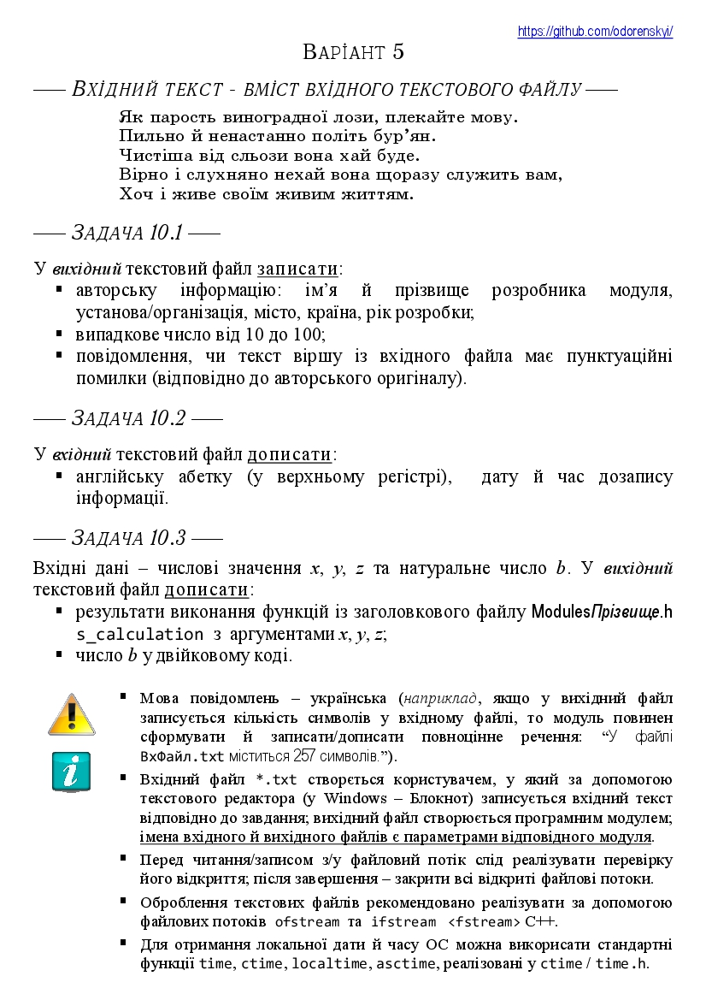 https://github.com/odorenskyi/
ВАРІАНТ 5
ВХІДНИЙ ТЕКСТ - ВМІСТ ВХІДНОГО ТЕКСТОВОГО ФАЙЛУ
Як парость виноградної лози, плекайте мову.
Пильно й ненастанно політь бур’ян.
Чистіша від сльози вона хай буде.
Вірно і слухняно нехай вона щоразу служить вам,
Хоч і живе своїм живим життям.
ЗАДАЧА 10.1
У вихідний текстовий файл записати:
▪ авторську інформацію: ім’я й прізвище розробника модуля,
установа/організація, місто, країна, рік розробки;
▪ випадкове число від 10 до 100;
▪ повідомлення, чи текст віршу із вхідного файла має пунктуаційні
помилки (відповідно до авторського оригіналу).
ЗАДАЧА 10.2
У вхідний текстовий файл дописати:
▪ англійську абетку (у верхньому регістрі), дату й час дозапису
інформації.
ЗАДАЧА 10.3
Вхідні дані – числові значення x, y, z та натуральне число b. У вихідний
текстовий файл дописати:
▪ результати виконання функцій із заголовкового файлу ModulesПрізвище.h
s_calculation з аргументами x, y, z;
▪ число b у двійковому коді.
▪ Мова повідомлень – українська (наприклад, якщо у вихідний файл
записується кількість символів у вхідному файлі, то модуль повинен
сформувати й записати/дописати повноцінне речення: “У файлі
ВхФайл.txt міститься 257 символів.”).
▪ Вхідний файл *.txt створється користувачем, у який за допомогою
текстового редактора (у Windows – Блокнот) записується вхідний текст
відповідно до завдання; вихідний файл створюється програмним модулем;
імена вхідного й вихідного файлів є параметрами відповідного модуля.
▪ Перед читання/записом з/у файловий потік слід реалізувати перевірку
його відкриття; після завершення – закрити всі відкриті файлові потоки.
▪ Оброблення текстових файлів рекомендовано реалізувати за допомогою
файлових потоків ofstream та ifstream <fstream> C++.
▪ Для отримання локальної дати й часу ОС можна викорисати стандартні
функції time, ctime, localtime, asctime, реалізовані у ctime / time.h.